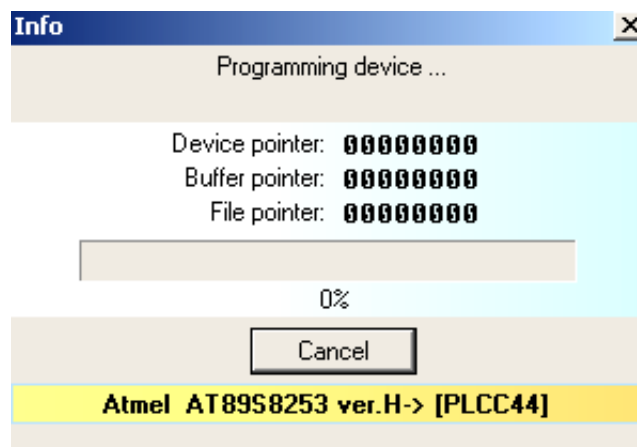 Info
Programming device ...
Device pointer: 00000000
Buffer pointer: 00000000
File pointer: 00000000
0%
Cancel
Atmel AT89S8253 ver.H-> [PLCC44]